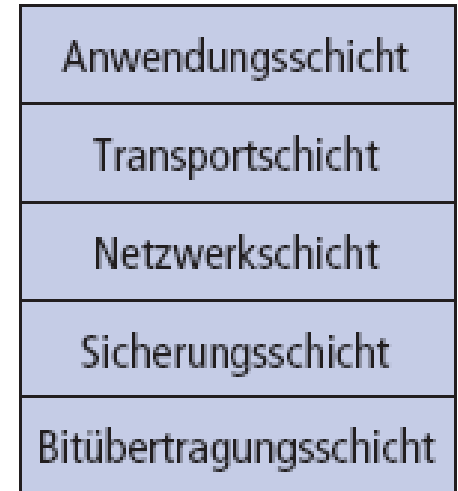 Anwendungsschicht
Transportschicht
Netzwerkschicht
Sicherungsschicht
Bitübertragungsschicht